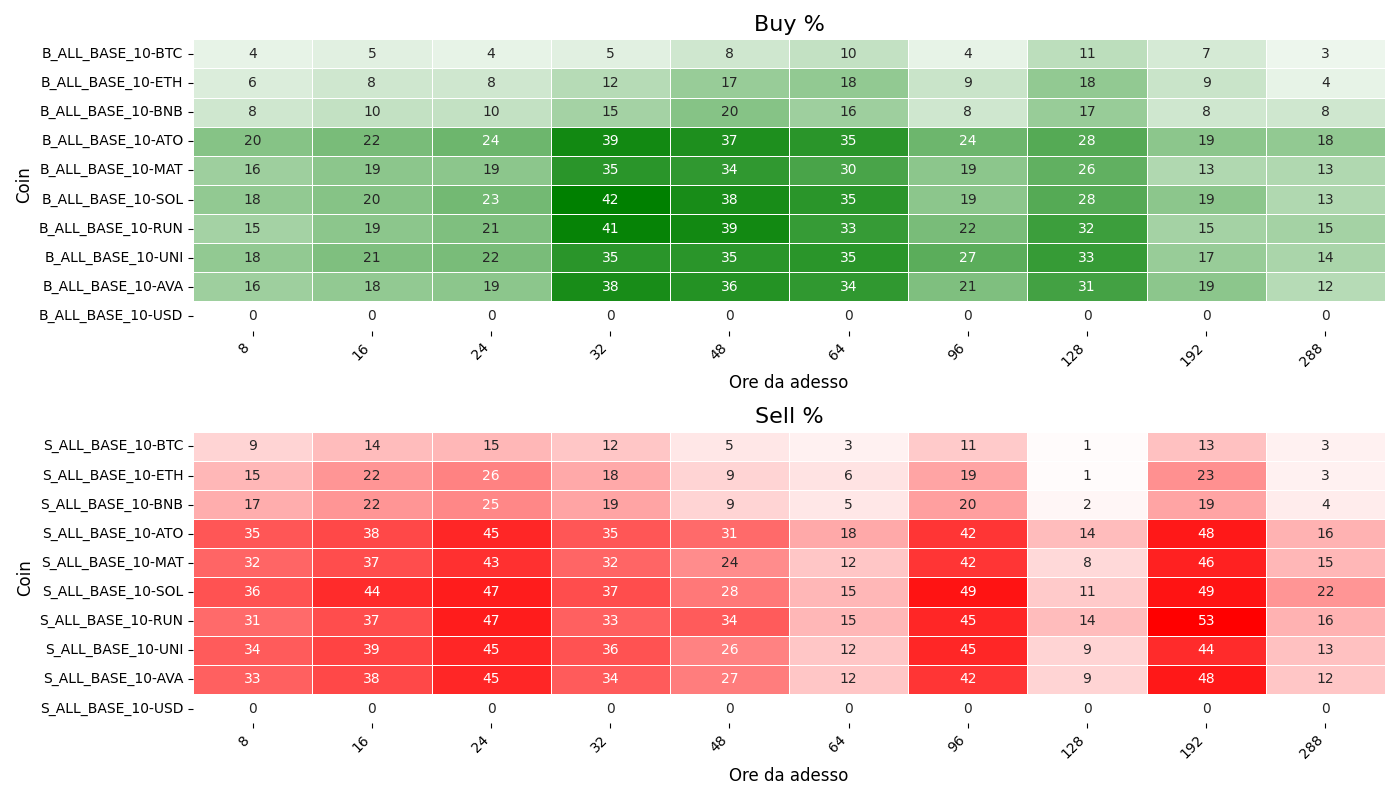 Buy %
Coin
B_ALL_BASE_10-BTC 4 5 4 5 8 10 4 11 7 3
B_ALL_BASE_10-ETH 6 8 8 12 17 18 9 18 9 4
B_ALL_BASE_10-BNB 8 10 10 15 20 16 8 17 8 8
B_ALL_BASE_10-ATO 20 22 24 39 37 35 24 28 19 18
B_ALL_BASE_10-MAT 16 19 19 35 34 30 19 26 13 13
B_ALL_BASE_10-SOL 18 20 23 42 38 35 19 28 19 13
B_ALL_BASE_10-RUN 15 19 21 41 39 33 22 32 15 15
B_ALL_BASE_10-UNI 18 21 22 35 35 35 27 33 17 14
B_ALL_BASE_10-AVA 16 18 19 38 36 34 21 31 19 12
B_ALL_BASE_10-USD 0 0 0 0 0 0 0 0 0 0
8 16 24 32 48 64 96 128 192 288
Ore da adesso
Sell %
Coin
S_ALL_BASE_10-BTC 9 14 15 12 5 3 11 1 13 3
S_ALL_BASE_10-ETH 15 22 26 18 9 6 19 1 23 3
S_ALL_BASE_10-BNB 17 22 25 19 9 5 20 2 19 4
S_ALL_BASE_10-ATO 35 38 45 35 31 18 42 14 48 16
S_ALL_BASE_10-MAT 32 37 43 32 24 12 42 8 46 15
S_ALL_BASE_10-SOL 36 44 47 37 28 15 49 11 49 22
S_ALL_BASE_10-RUN 31 37 47 33 34 15 45 14 53 16
S_ALL_BASE_10-UNI 34 39 45 36 26 12 45 9 44 13
S_ALL_BASE_10-AVA 33 38 45 34 27 12 42 9 48 12
S_ALL_BASE_10-USD 0 0 0 0 0 0 0 0 0 0
8 16 24 32 48 64 96 128 192 288
Ore da adesso